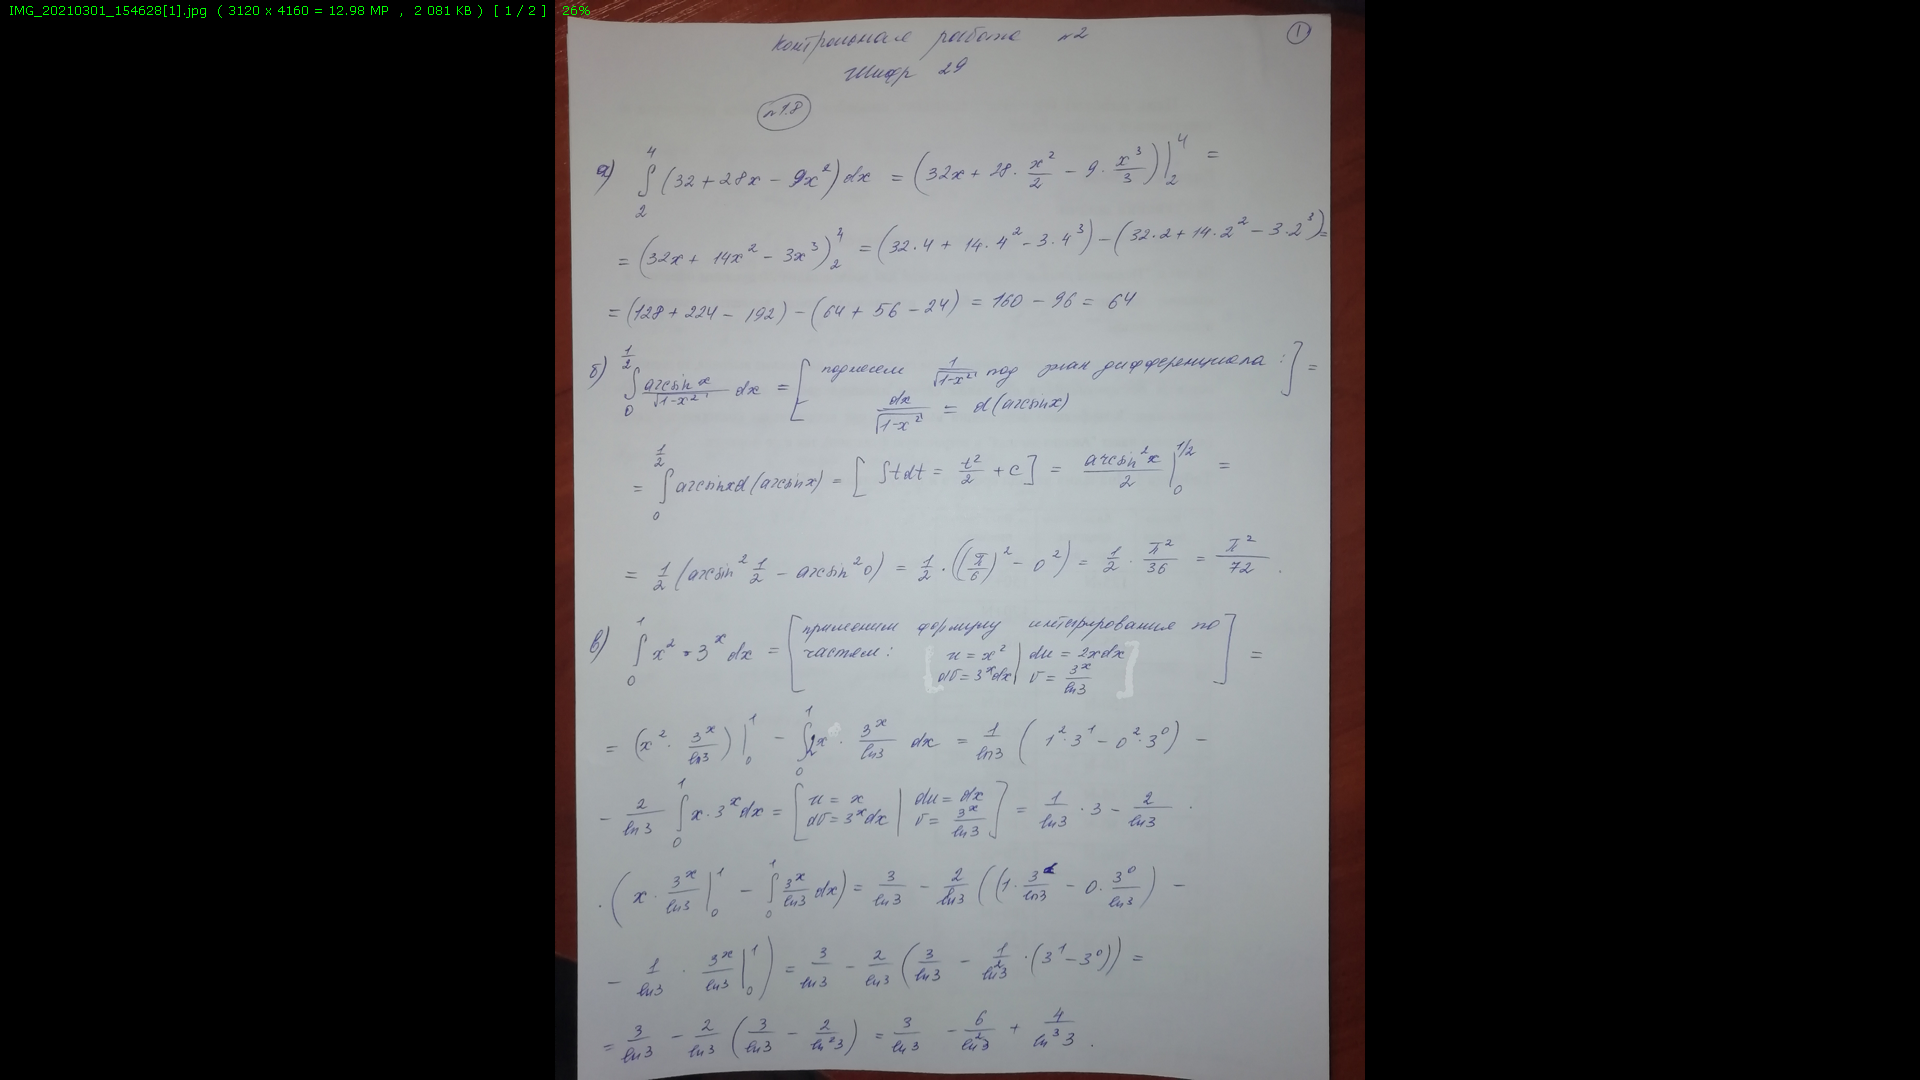 IMG_20210301_154628[1].jpg ( 3120 x 4160 = 12.98 MP , 2 081 KB ) [ 1 / 2 ] 26%
Контрольная работа №2
1
Шифр 29
№1.8
а) ∫₂⁴ (32 + 28x − 9x²) dx = (32x + 28 · x²/2 − 9 · x³/3)|₂⁴ =
= (32x + 14x² − 3x³)₂⁴ = (32·4 + 14·4² − 3·4³) − (32·2 + 14·2² − 3·2³) =
= (128 + 224 − 192) − (64 + 56 − 24) = 160 − 96 = 64
б) ∫₀^{1/2} arcsin x/√(1−x²) dx = [поднесем 1/√(1−x²) под знак дифференциала :] =
dx/√(1−x²) = d(arcsin x)
= ∫₀^{1/2} arcsin x d(arcsin x) = [∫tdt = t²/2 + c] = arcsin²x/2 |₀^{1/2} =
= 1/2 (arcsin² 1/2 − arcsin² 0) = 1/2 · ((π/6)² − 0²) = 1/2 · π²/36 = π²/72 .
в) ∫₀¹ x² · 3ˣ dx = [применим формулу интегрирования по
частям : [u = x² | du = 2xdx
dv = 3ˣdx | v = 3ˣ/ln3]] =
= (x² · 3ˣ/ln3)|₀¹ − ∫₀¹ 2x · 3ˣ/ln3 dx = 1/ln3 (1²·3¹ − 0²·3⁰) −
− 2/ln3 ∫₀¹ x·3ˣdx = [u = x | du = dx
dv = 3ˣdx | v = 3ˣ/ln3] = 1/ln3 · 3 − 2/ln3 ·
· (x · 3ˣ/ln3 |₀¹ − ∫₀¹ 3ˣ/ln3 dx) = 3/ln3 − 2/ln3 ((1 · 3¹/ln3 − 0 · 3⁰/ln3) −
− 1/ln3 · 3ˣ/ln3 |₀¹) = 3/ln3 − 2/ln3 (3/ln3 − 1/ln²3 · (3¹ − 3⁰)) =
= 3/ln3 − 2/ln3 (3/ln3 − 2/ln²3) = 3/ln3 − 6/ln²3 + 4/ln³3 .